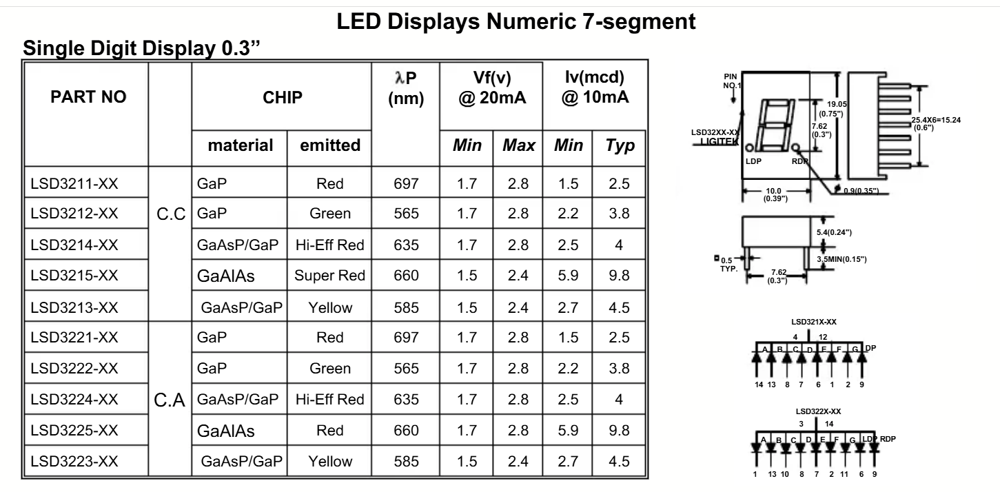 LED Displays Numeric 7-segment
Single Digit Display 0.3”
PART NO CHIP λP (nm) Vf(v) @ 20mA Iv(mcd) @ 10mA
material emitted Min Max Min Typ
LSD3211-XX GaP Red 697 1.7 2.8 1.5 2.5
LSD3212-XX C.C GaP Green 565 1.7 2.8 2.2 3.8
LSD3214-XX GaAsP/GaP Hi-Eff Red 635 1.7 2.8 2.5 4
LSD3215-XX GaAlAs Super Red 660 1.5 2.4 5.9 9.8
LSD3213-XX GaAsP/GaP Yellow 585 1.5 2.4 2.7 4.5
LSD3221-XX GaP Red 697 1.7 2.8 1.5 2.5
LSD3222-XX GaP Green 565 1.7 2.8 2.2 3.8
LSD3224-XX C.A GaAsP/GaP Hi-Eff Red 635 1.7 2.8 2.5 4
LSD3225-XX GaAlAs Red 660 1.7 2.8 5.9 9.8
LSD3223-XX GaAsP/GaP Yellow 585 1.5 2.4 2.7 4.5
PIN
NO.1
19.05
(0.75")
7.62
(0.3")
25.4X6=15.24
(0.6")
LSD32XX-XX
LIGITEK
LDP RDP
10.0
(0.39")
0.9(0.35")
5.4(0.24")
0.5
TYP.
3.5MIN(0.15")
7.62
(0.3")
LSD321X-XX
4 12
A B C D E F G DP
14 13 8 7 6 1 2 9
LSD322X-XX
3 14
A B C D E F G LDP RDP
1 13 10 8 7 2 11 6 9